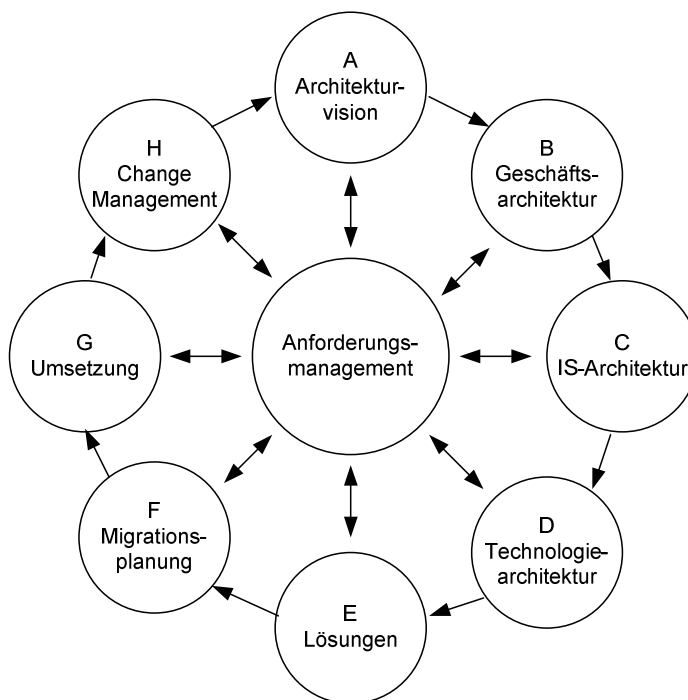 A
Architektur-
vision
B
Geschäfts-
architektur
C
IS-Architektur
D
Technologie-
architektur
E
Lösungen
F
Migrations-
planung
G
Umsetzung
H
Change
Management
Anforderungs-
management